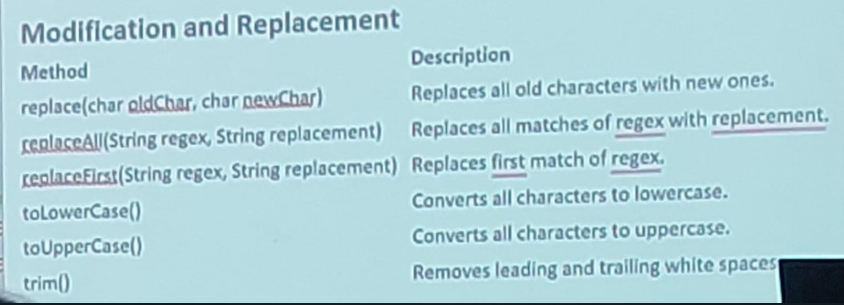 Modification and Replacement
Method Description
replace(char oldChar, char newChar) Replaces all old characters with new ones.
replaceAll(String regex, String replacement) Replaces all matches of regex with replacement.
replaceFirst(String regex, String replacement) Replaces first match of regex.
toLowerCase() Converts all characters to lowercase.
toUpperCase() Converts all characters to uppercase.
trim() Removes leading and trailing white spaces